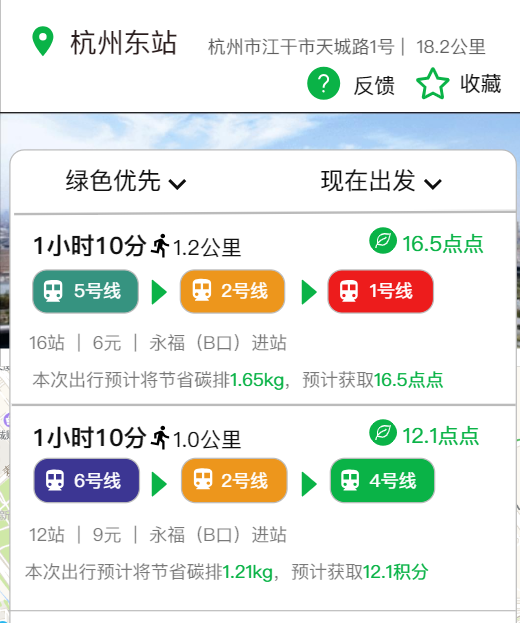 杭州东站 杭州市江干市天城路1号 | 18.2公里
? 反馈 收藏
绿色优先 现在出发
1小时10分 1.2公里 16.5点点
5号线 2号线 1号线
16站 | 6元 | 永福（B口）进站
本次出行预计将节省碳排1.65kg，预计获取16.5点点
1小时10分 1.0公里 12.1点点
6号线 2号线 4号线
12站 | 9元 | 永福（B口）进站
本次出行预计将节省碳排1.21kg，预计获取12.1积分